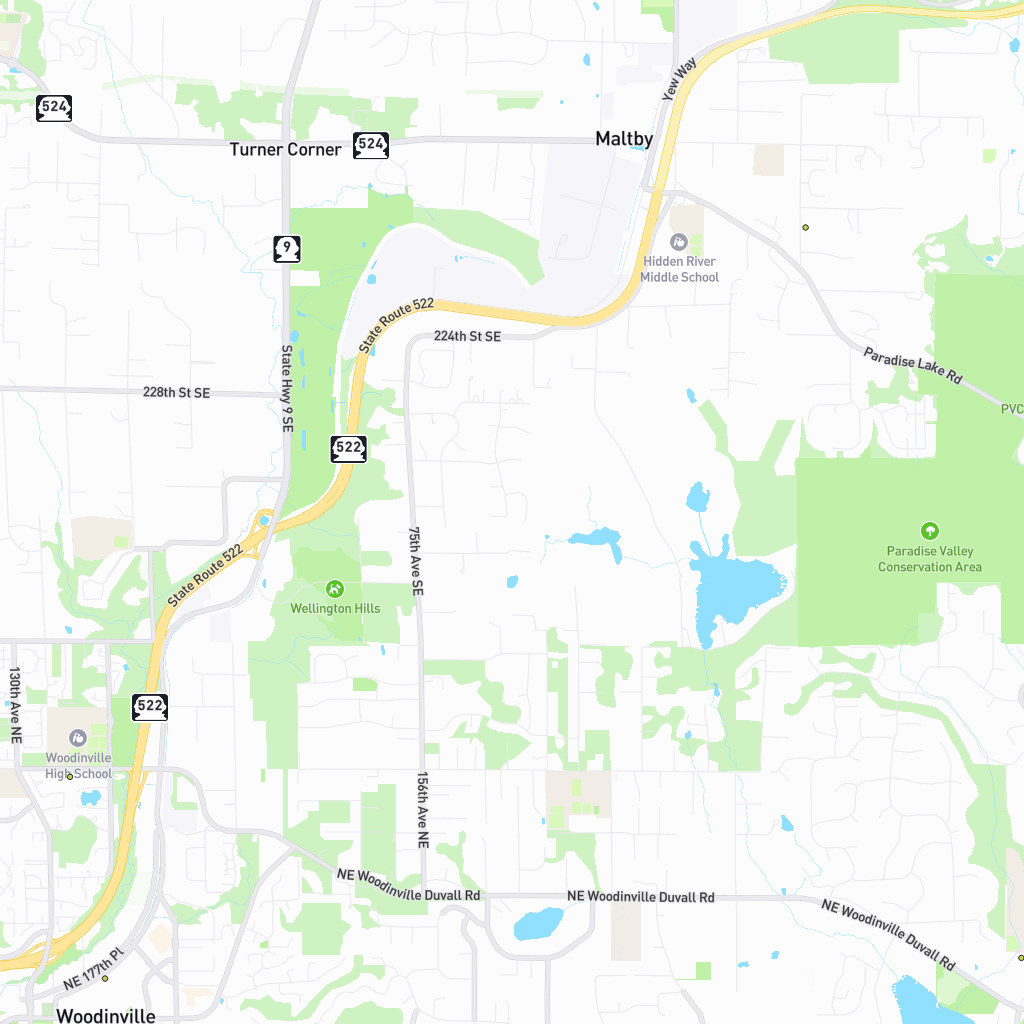 Yew Way
524
Turner Corner
524
Maltby
9
Hidden River
Middle School
State Route 522
224th St SE
State Hwy 9 SE
228th St SE
Paradise Lake Rd
PVC
522
Paradise Valley
Conservation Area
State Route 522
75th Ave SE
Wellington Hills
130th Ave NE
522
Woodinville
High School
156th Ave NE
NE Woodinville Duvall Rd
NE Woodinville Duvall Rd
NE Woodinville Duvall Rd
NE 177th Pl
Woodinville